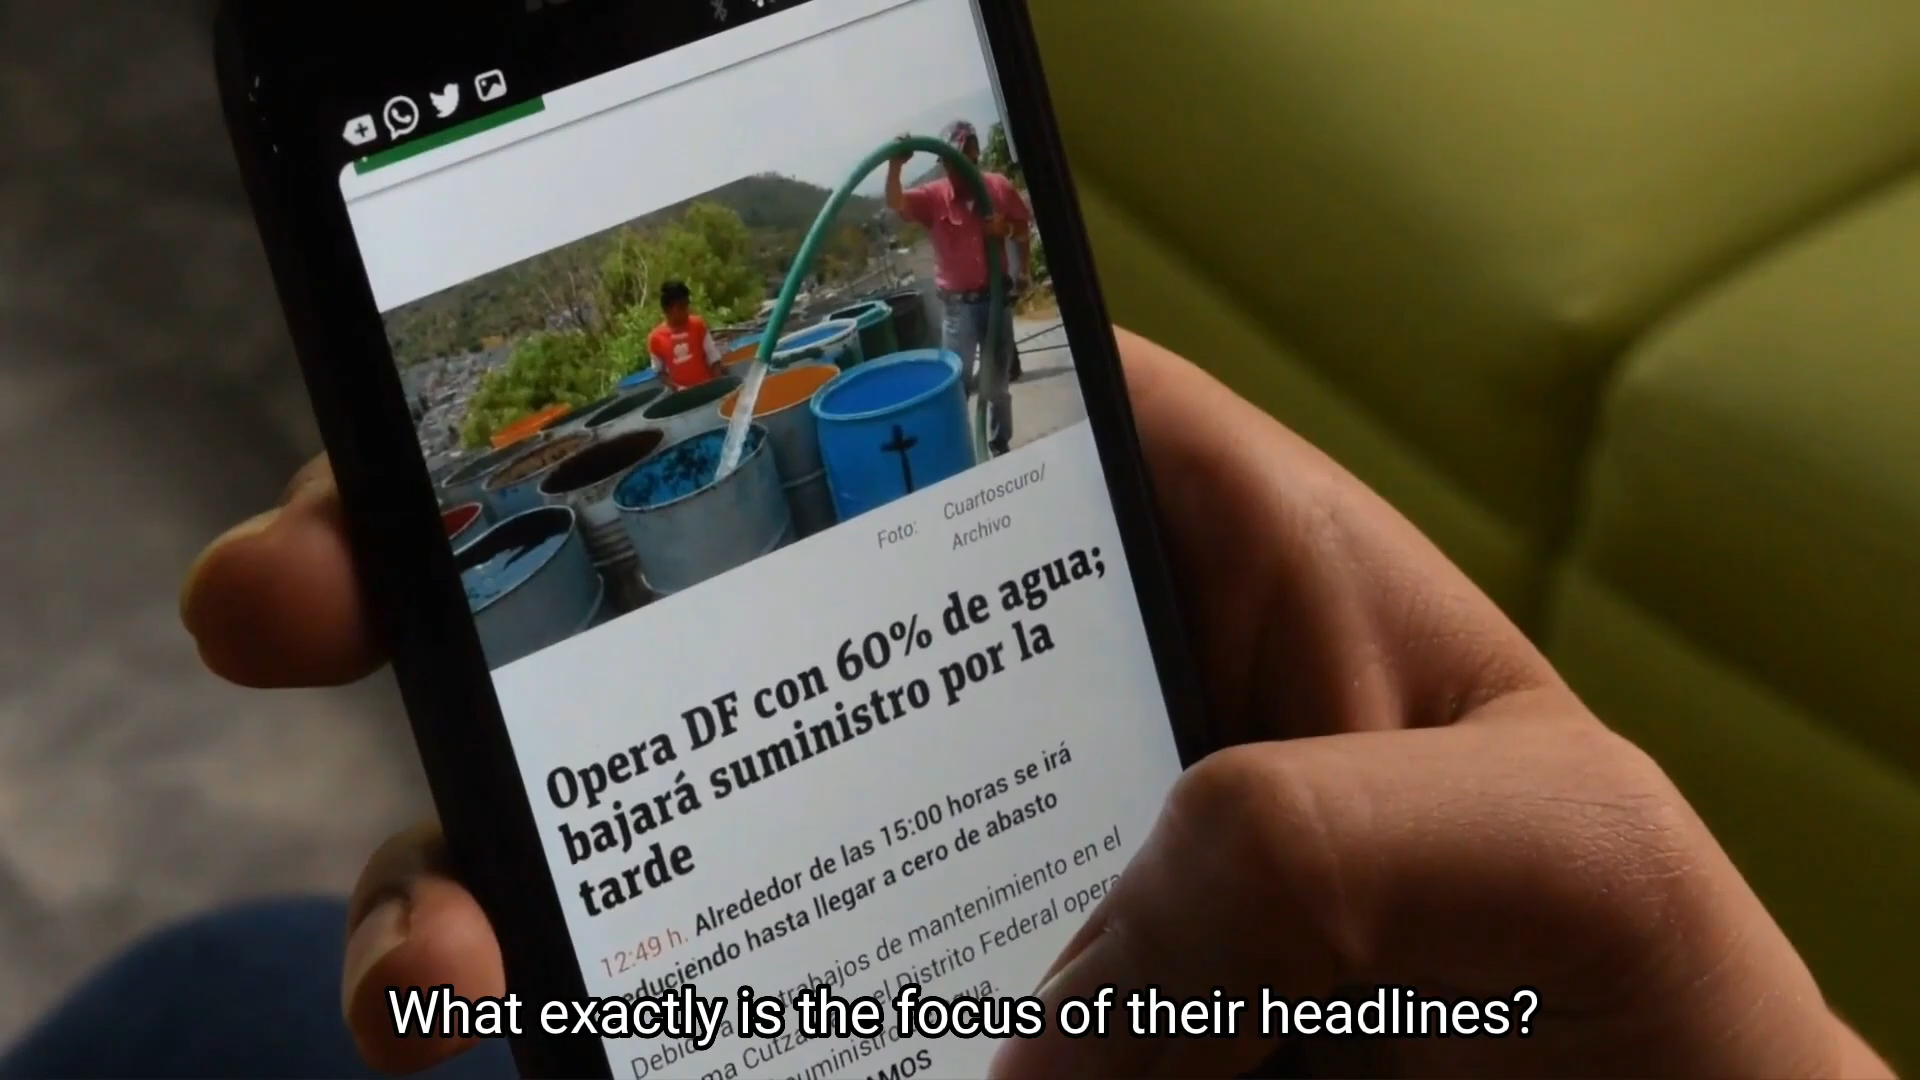 Foto: Cuartoscuro/
Archivo
Opera DF con 60% de agua;
bajará suministro por la
tarde
12:49 h. Alrededor de las 15:00 horas se irá
reduciendo hasta llegar a cero de abasto
trabajos de mantenimiento en el
el Distrito Federal opera
What exactly is the focus of their headlines?